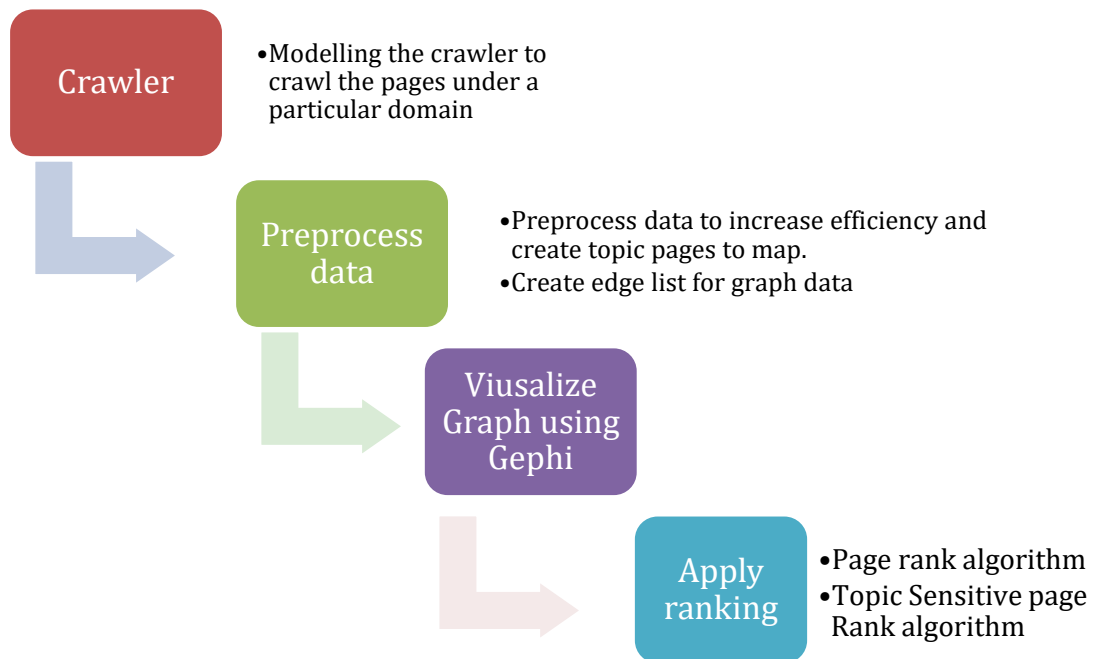 Crawler
•Modelling the crawler to
crawl the pages under a
particular domain
Preprocess
data
•Preprocess data to increase efficiency and
create topic pages to map.
•Create edge list for graph data
Viusalize
Graph using
Gephi
Apply
ranking
•Page rank algorithm
•Topic Sensitive page
Rank algorithm